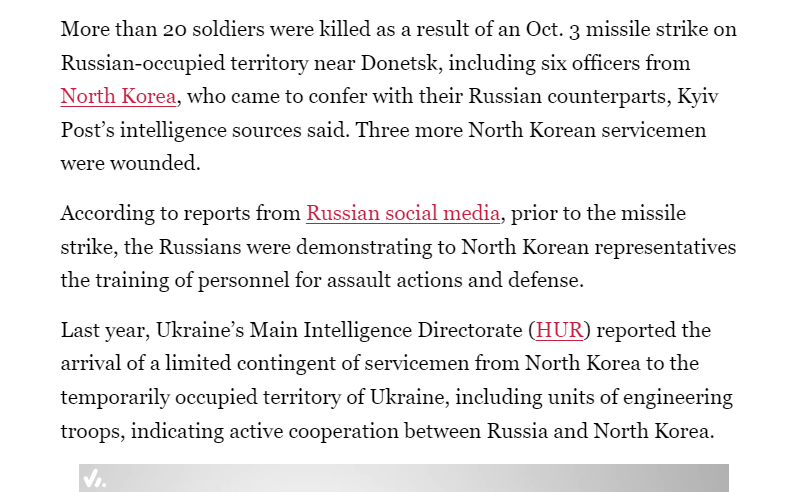 More than 20 soldiers were killed as a result of an Oct. 3 missile strike on
Russian-occupied territory near Donetsk, including six officers from
North Korea, who came to confer with their Russian counterparts, Kyiv
Post’s intelligence sources said. Three more North Korean servicemen
were wounded.
According to reports from Russian social media, prior to the missile
strike, the Russians were demonstrating to North Korean representatives
the training of personnel for assault actions and defense.
Last year, Ukraine’s Main Intelligence Directorate (HUR) reported the
arrival of a limited contingent of servicemen from North Korea to the
temporarily occupied territory of Ukraine, including units of engineering
troops, indicating active cooperation between Russia and North Korea.